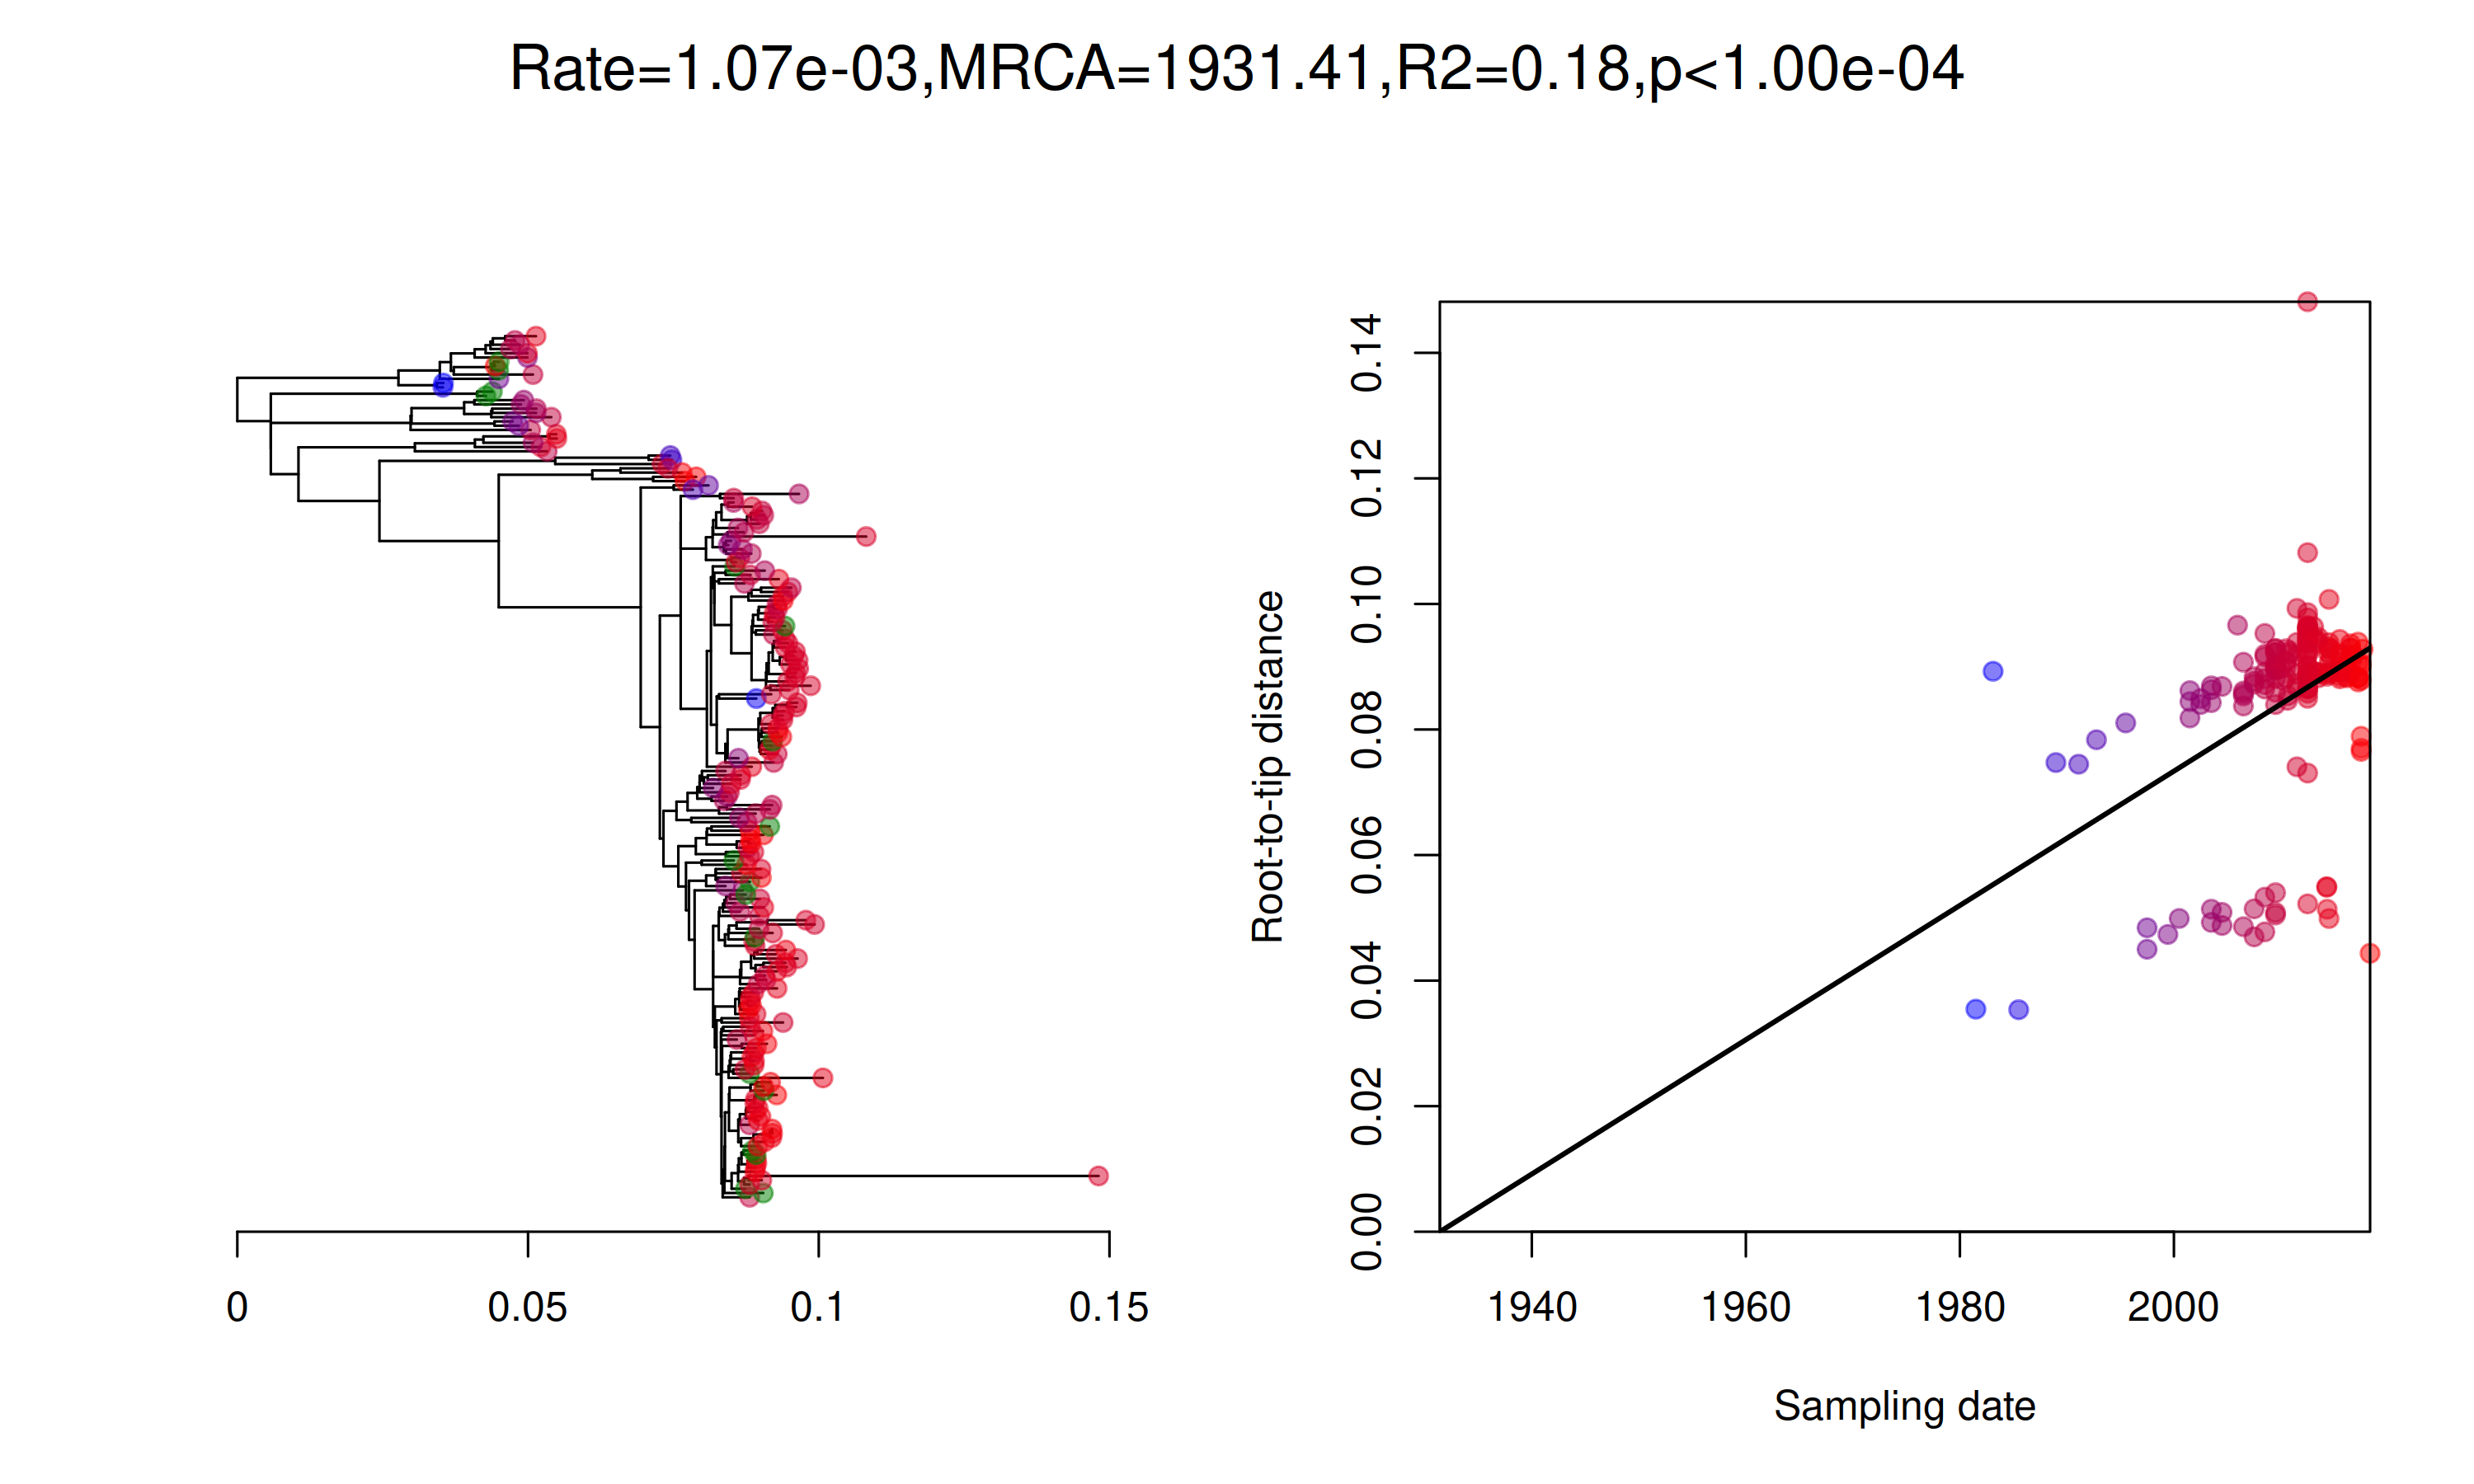 Rate=1.07e-03,MRCA=1931.41,R2=0.18,p<1.00e-04
0 0.05 0.1 0.15
Root-to-tip distance
0.00 0.02 0.04 0.06 0.08 0.10 0.12 0.14
1940 1960 1980 2000
Sampling date